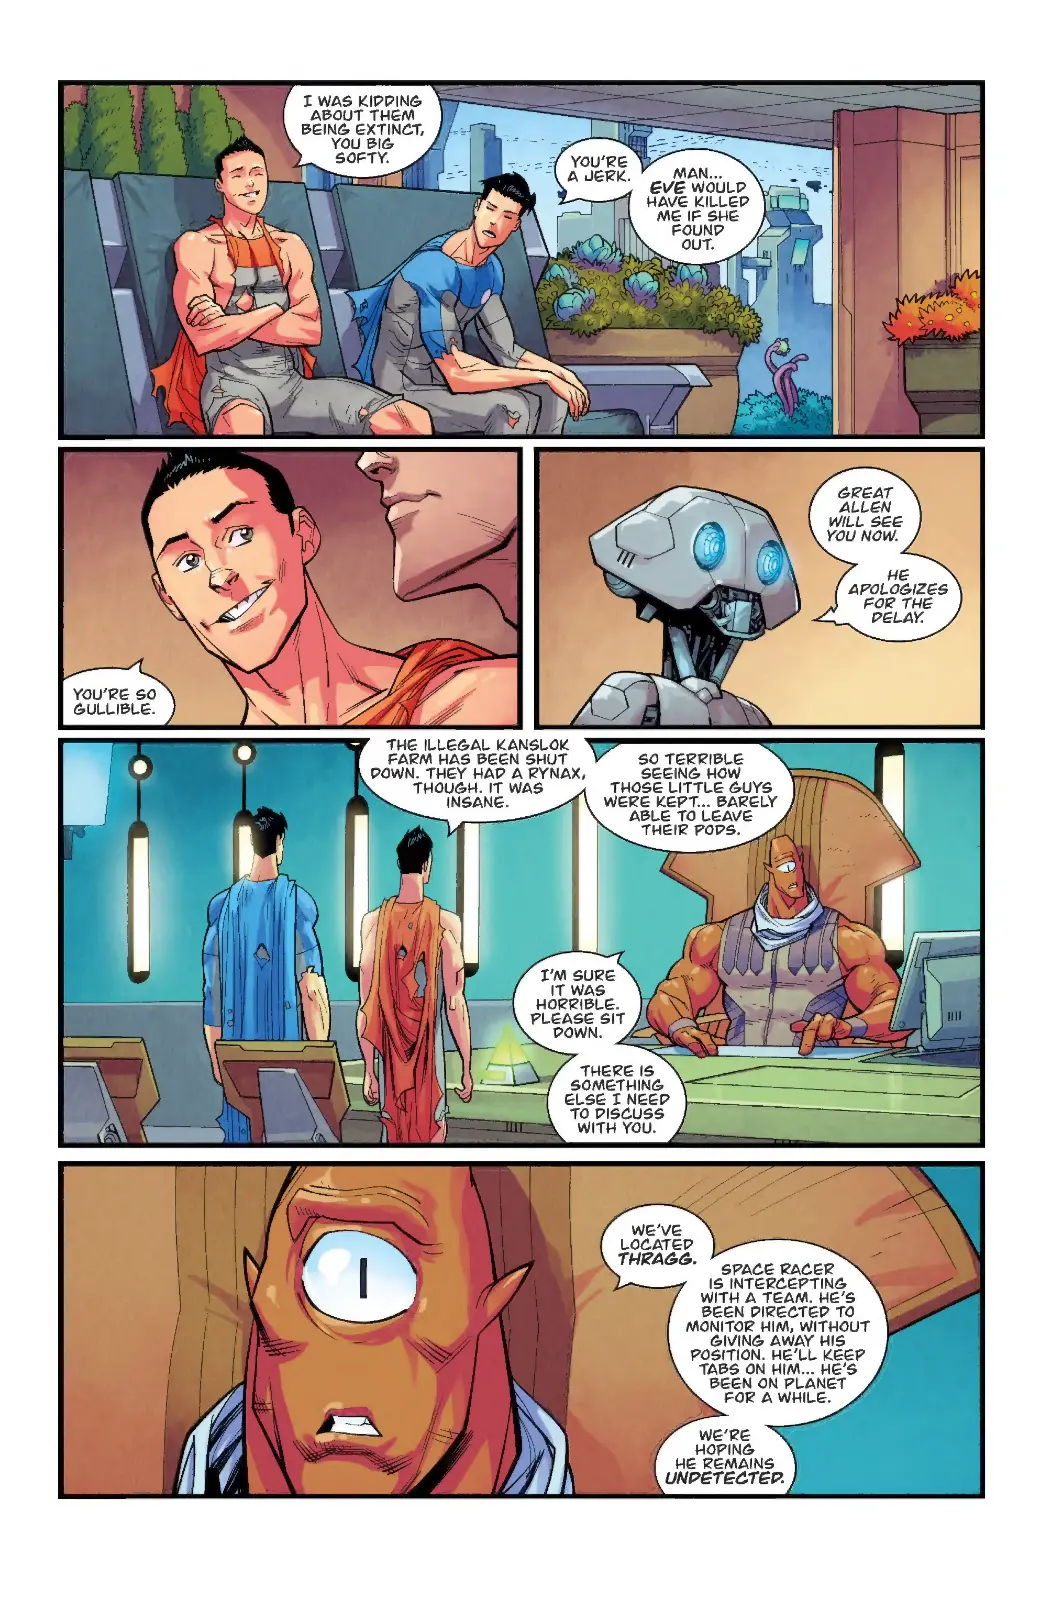 I WAS KIDDING
ABOUT THEM
BEING EXTINCT,
YOU BIG
SOFTY.
YOU'RE
A JERK.
MAN...
EVE WOULD
HAVE KILLED
ME IF SHE
FOUND
OUT.
YOU'RE SO
GULLIBLE.
GREAT
ALLEN
WILL SEE
YOU NOW.
HE
APOLOGIZES
FOR THE
DELAY.
THE ILLEGAL KANSLOK
FARM HAS BEEN SHUT
DOWN. THEY HAD A RYNAX,
THOUGH. IT WAS
INSANE.
SO TERRIBLE
SEEING HOW
THOSE LITTLE GUYS
WERE KEPT... BARELY
ABLE TO LEAVE
THEIR PODS.
I'M SURE
IT WAS
HORRIBLE.
PLEASE SIT
DOWN.
THERE IS
SOMETHING
ELSE I NEED
TO DISCUSS
WITH YOU.
WE'VE
LOCATED
THRAGG.
SPACE RACER
IS INTERCEPTING
WITH A TEAM. HE'S
BEEN DIRECTED TO
MONITOR HIM, WITHOUT
GIVING AWAY HIS
POSITION. HE'LL KEEP
TABS ON HIM... HE'S
BEEN ON PLANET
FOR A WHILE.
WE'RE
HOPING
HE REMAINS
UNDETECTED.